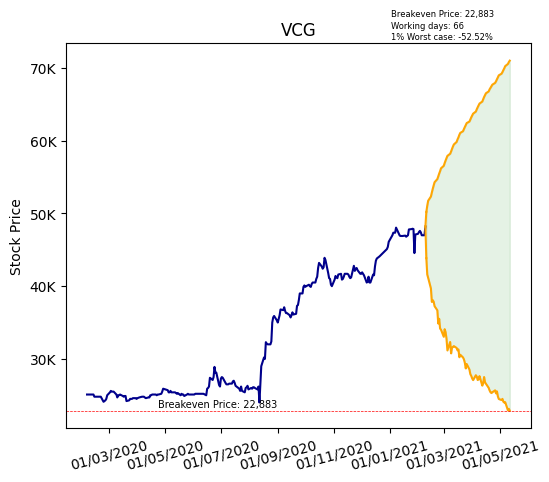 Breakeven Price: 22,883
Working days: 66
1% Worst case: -52.52%
VCG
70K
60K
50K
40K
30K
Stock Price
Breakeven Price: 22,883
01/03/2020 01/05/2020 01/07/2020 01/09/2020 01/11/2020 01/01/2021 01/03/2021 01/05/2021